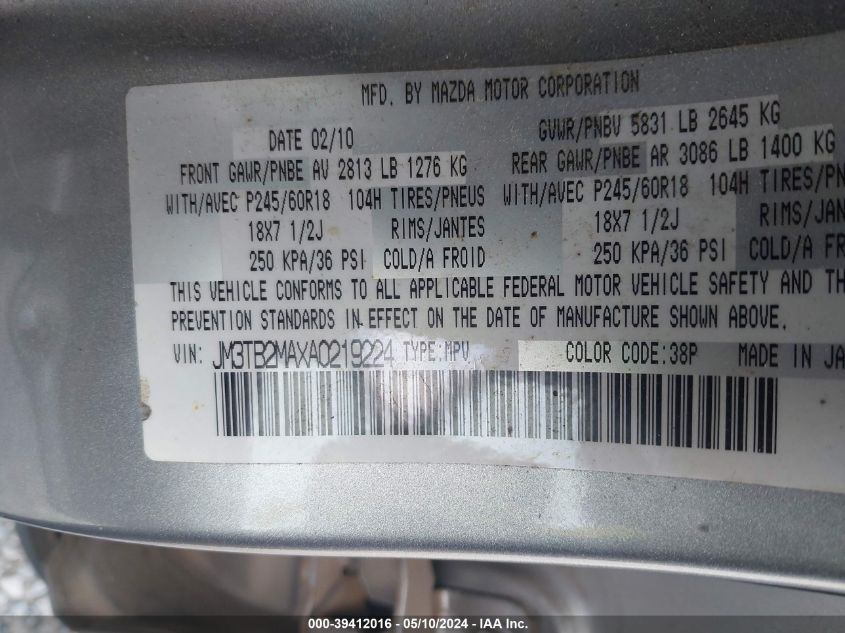 MFD. BY MAZDA MOTOR CORPORATION
DATE 02/10 GVWR/PNBV 5831 LB 2645 KG
FRONT GAWR/PNBE AV 2813 LB 1276 KG REAR GAWR/PNBE AR 3086 LB 1400 KG
WITH/AVEC P245/60R18 104H TIRES/PNEUS WITH/AVEC P245/60R18 104H TIRES/PN
18X7 1/2J RIMS/JANTES 18X7 1/2J RIMS/JANTES
250 KPA/36 PSI COLD/A FROID 250 KPA/36 PSI COLD/A FR
THIS VEHICLE CONFORMS TO ALL APPLICABLE FEDERAL MOTOR VEHICLE SAFETY AND TH
PREVENTION STANDARDS IN EFFECT ON THE DATE OF MANUFACTURE SHOWN ABOVE.
VIN: JM3TB2MAXA0219224 TYPE:MPV COLOR CODE:38P MADE IN JA
000-39412016 - 05/10/2024 - IAA Inc.